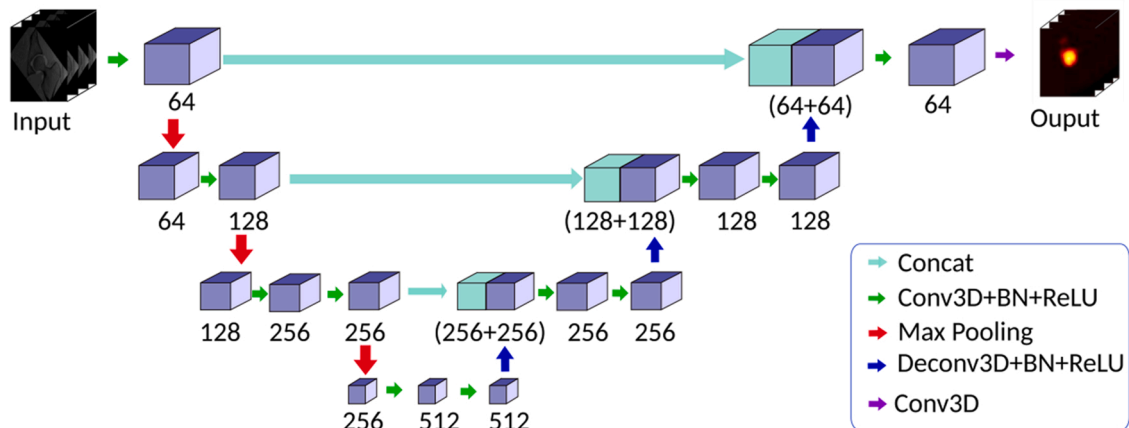 64
(64+64)
64
Input
Ouput
64
128
(128+128)
128
128
Concat
Conv3D+BN+ReLU
128
256
256
(256+256)
256
256
Max Pooling
Deconv3D+BN+ReLU
Conv3D
256
512
512